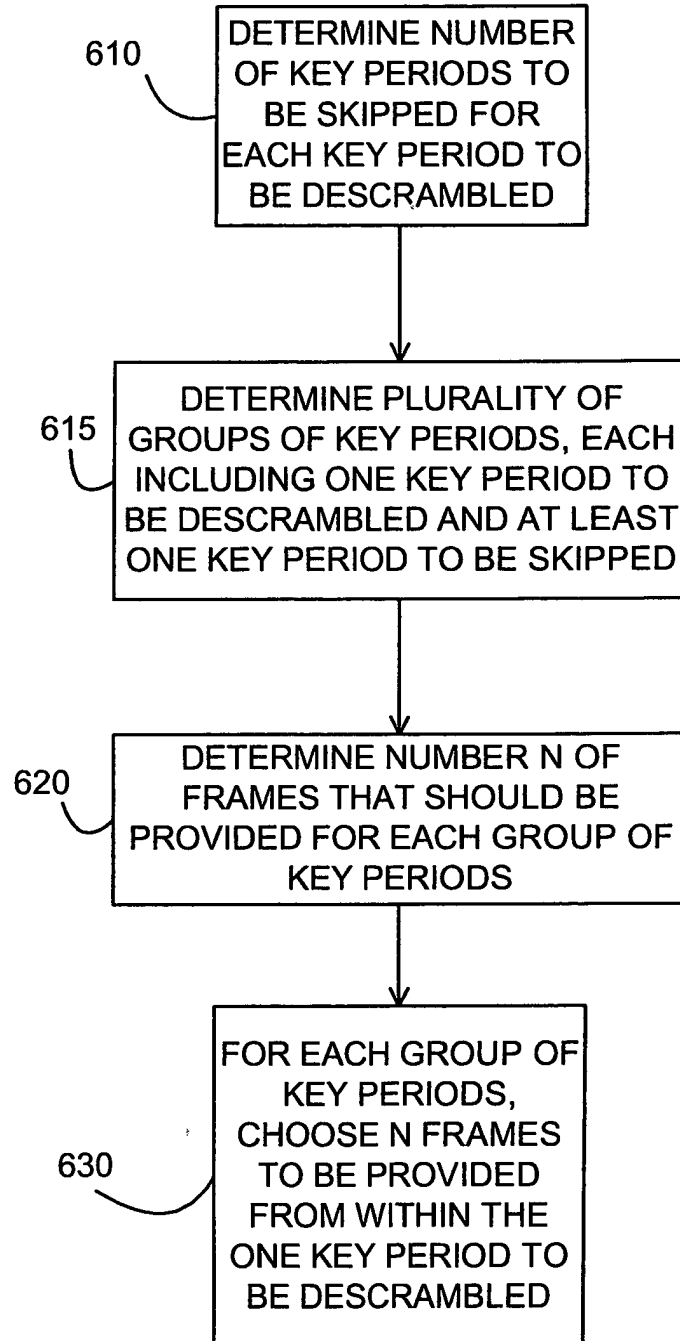 610
DETERMINE NUMBER
OF KEY PERIODS TO
BE SKIPPED FOR
EACH KEY PERIOD TO
BE DESCRAMBLED
615
DETERMINE PLURALITY OF
GROUPS OF KEY PERIODS, EACH
INCLUDING ONE KEY PERIOD TO
BE DESCRAMBLED AND AT LEAST
ONE KEY PERIOD TO BE SKIPPED
620
DETERMINE NUMBER N OF
FRAMES THAT SHOULD BE
PROVIDED FOR EACH GROUP OF
KEY PERIODS
630
FOR EACH GROUP OF
KEY PERIODS,
CHOOSE N FRAMES
TO BE PROVIDED
FROM WITHIN THE
ONE KEY PERIOD TO
BE DESCRAMBLED